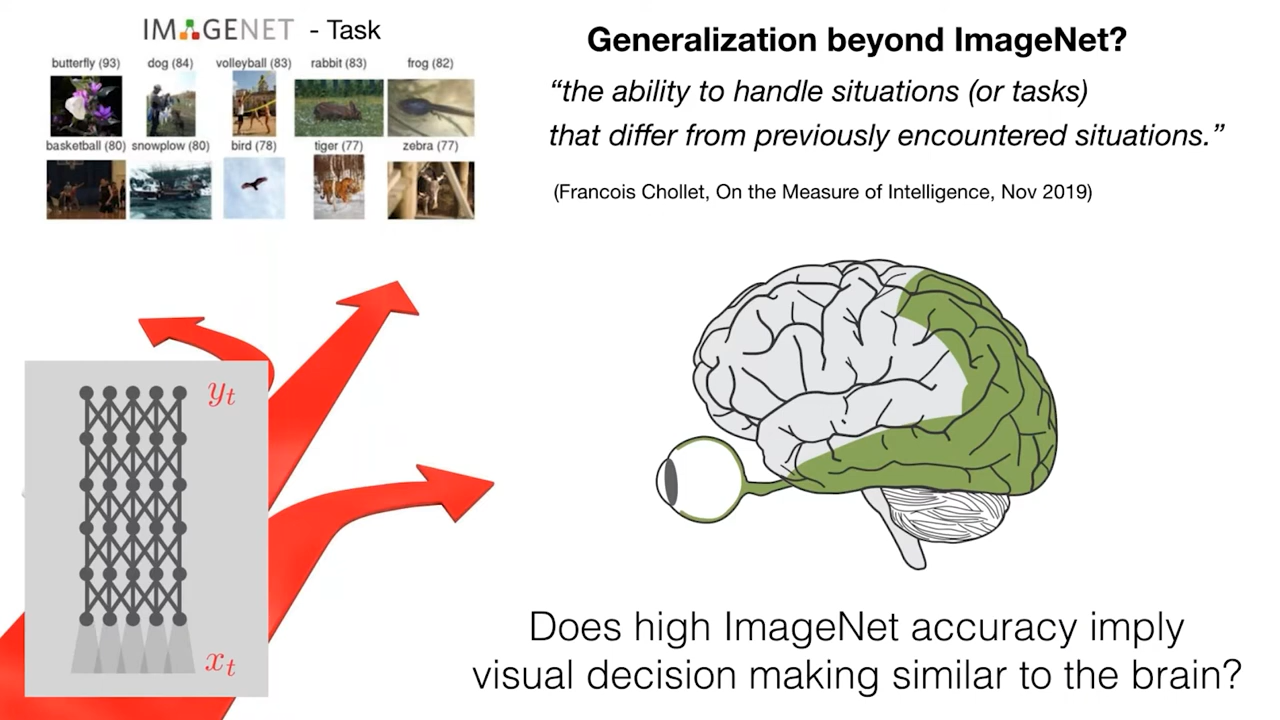 IMAGENET - Task
butterfly (93) dog (84) volleyball (83) rabbit (83) frog (82)
basketball (80) snowplow (80) bird (78) tiger (77) zebra (77)
Generalization beyond ImageNet?
“the ability to handle situations (or tasks)
that differ from previously encountered situations.”
(Francois Chollet, On the Measure of Intelligence, Nov 2019)
yt
xt
Does high ImageNet accuracy imply
visual decision making similar to the brain?